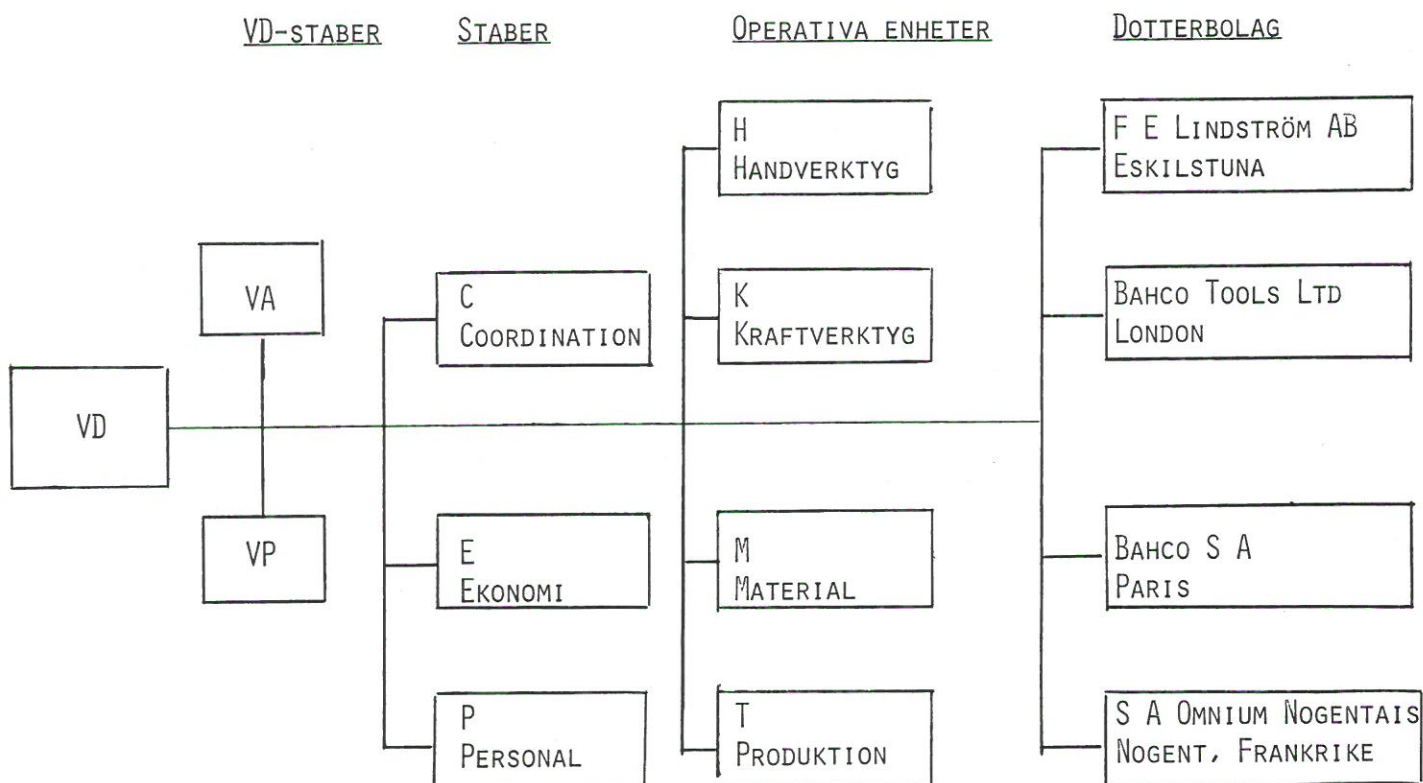 VD-STABER
STABER
OPERATIVA ENHETER
DOTTERBOLAG
VD
VA
VP
C
COORDINATION
E
EKONOMI
P
PERSONAL
H
HANDVERKTYG
K
KRAFTVERKTYG
M
MATERIAL
T
PRODUKTION
F E LINDSTRÖM AB
ESKILSTUNA
BAHCO TOOLS LTD
LONDON
BAHCO S A
PARIS
S A OMNIUM NOGENTAIS
NOGENT, FRANKRIKE